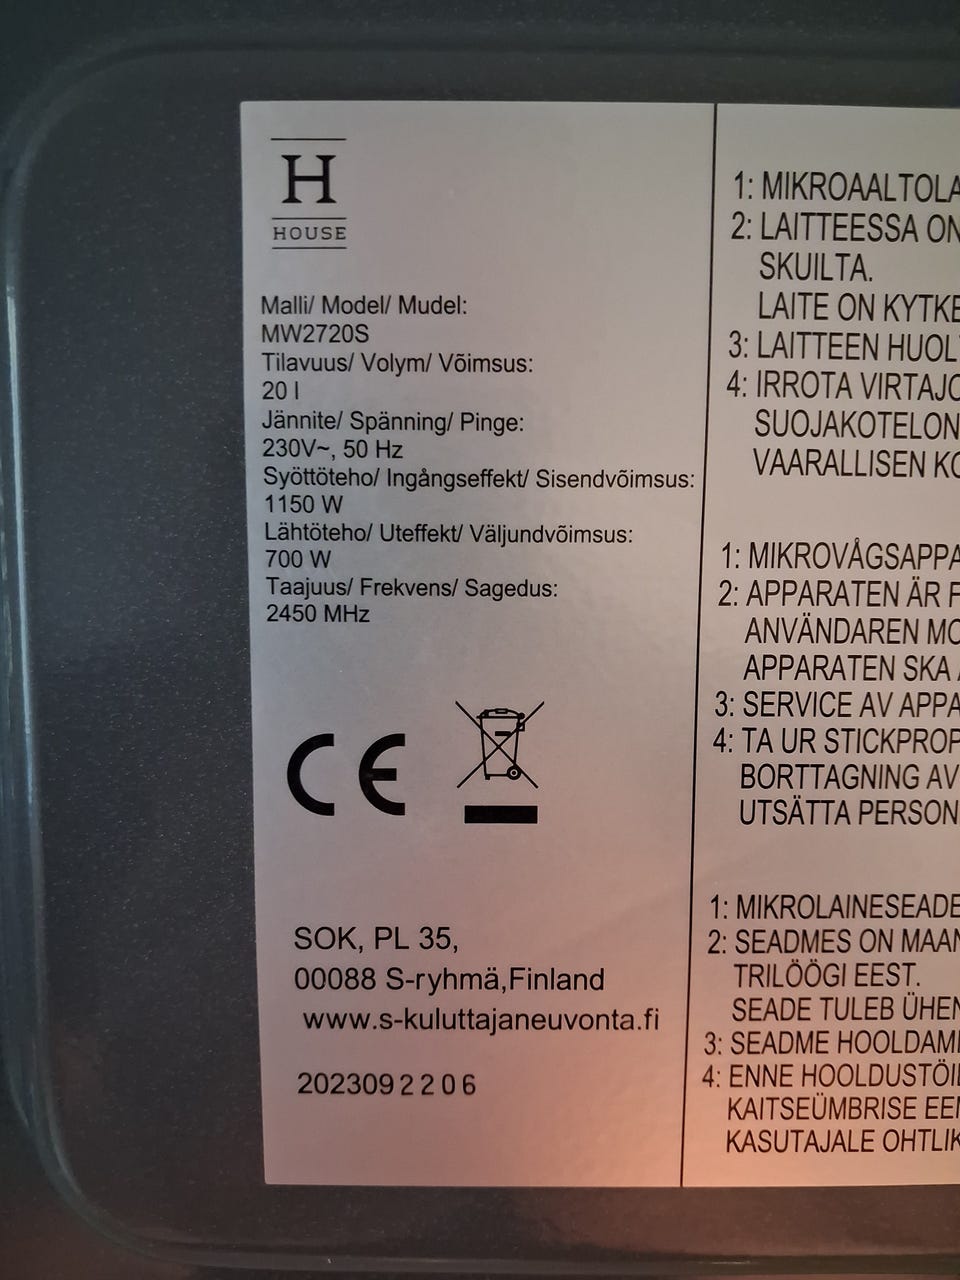 H
HOUSE
Malli/ Model/ Mudel:
MW2720S
Tilavuus/ Volym/ Võimsus:
20 l
Jännite/ Spänning/ Pinge:
230V~, 50 Hz
Syöttöteho/ Ingångseffekt/ Sisendvõimsus:
1150 W
Lähtöteho/ Uteffekt/ Väljundvõimsus:
700 W
Taajuus/ Frekvens/ Sagedus:
2450 MHz
CE
SOK, PL 35,
00088 S-ryhmä,Finland
www.s-kuluttajaneuvonta.fi
2023092206
1: MIKROAALTOLA
2: LAITTEESSA ON
SKUILTA.
LAITE ON KYTKE
3: LAITTEEN HUOL
4: IRROTA VIRTAJO
SUOJAKOTELON
VAARALLISEN KO
1: MIKROVÅGSAPPA
2: APPARATEN ÄR F
ANVÄNDAREN MO
APPARATEN SKA
3: SERVICE AV APPA
4: TA UR STICKPROP
BORTTAGNING AV
UTSÄTTA PERSON
1: MIKROLAINESEADE
2: SEADMES ON MAAN
TRILÖÖGI EEST.
SEADE TULEB ÜHEN
3: SEADME HOOLDAMI
4: ENNE HOOLDUSTÖI
KAITSEÜMBRISE EE
KASUTAJALE OHTLIK